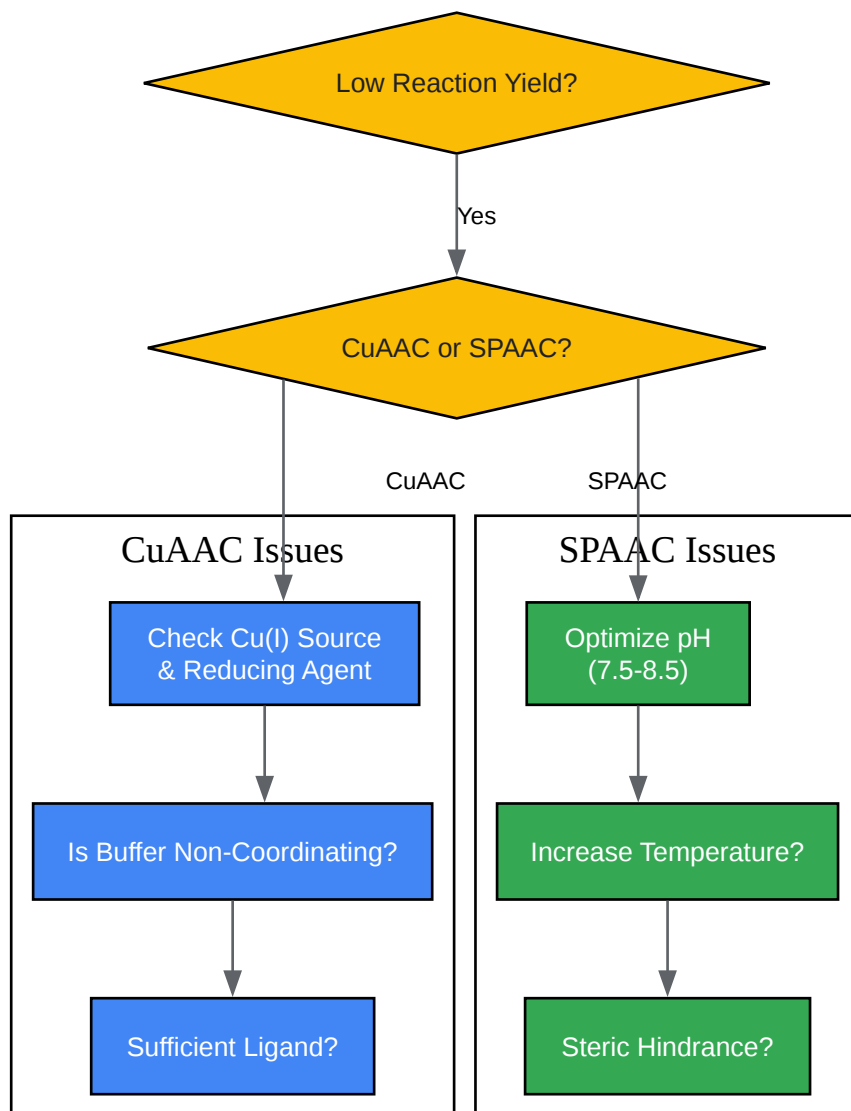 Low Reaction Yield?
Yes
CuAAC or SPAAC?
CuAAC
SPAAC
CuAAC Issues
Check Cu(I) Source
& Reducing Agent
Is Buffer Non-Coordinating?
Sufficient Ligand?
SPAAC Issues
Optimize pH
(7.5-8.5)
Increase Temperature?
Steric Hindrance?